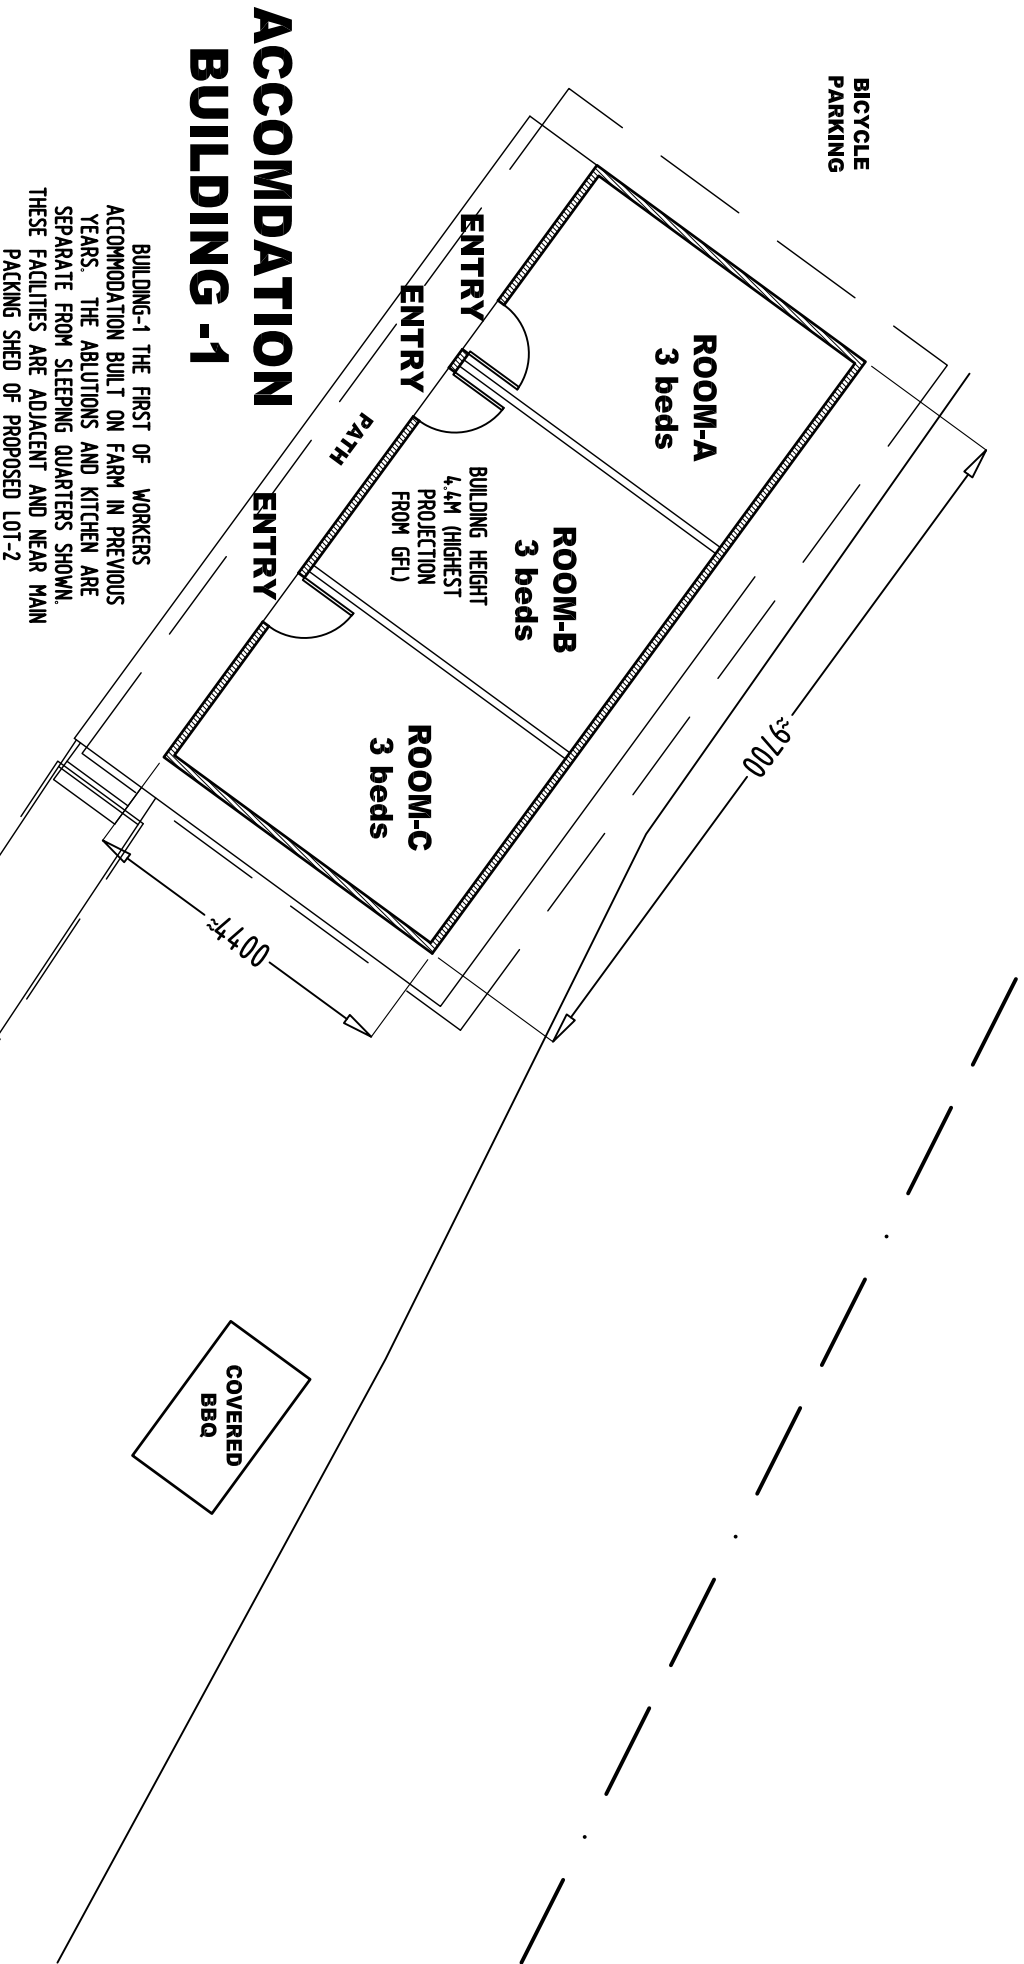 BICYCLE
PARKING
ACCOMDATION
BUILDING -1
ENTRY
ENTRY
ENTRY
PATH
ROOM-A
3 beds
ROOM-B
3 beds
BUILDING HEIGHT
4.4M (HIGHEST
PROJECTION
FROM GFL)
ROOM-C
3 beds
≈9700
≈4400
BUILDING-1 THE FIRST OF WORKERS
ACCOMMODATION BUILT ON FARM IN PREVIOUS
YEARS. THE ABLUTIONS AND KITCHEN ARE
SEPARATE FROM SLEEPING QUARTERS SHOWN.
THESE FACILITIES ARE ADJACENT AND NEAR MAIN
PACKING SHED OF PROPOSED LOT-2
COVERED
BBQ